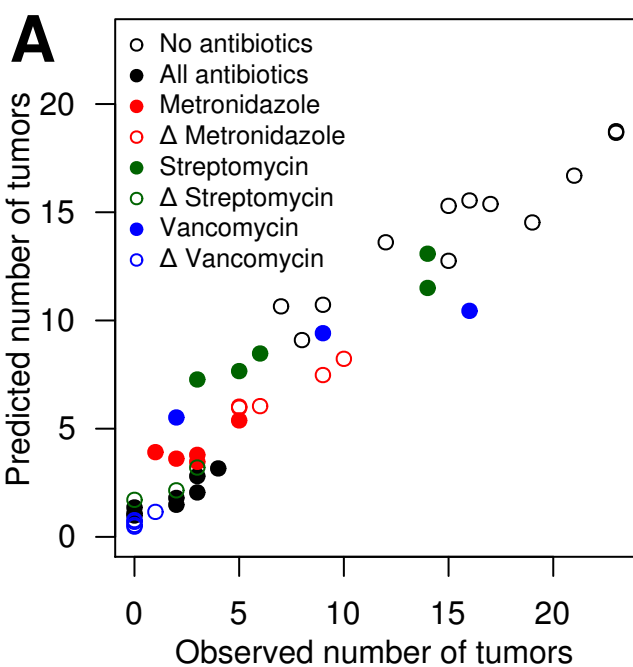 A
No antibiotics
All antibiotics
Metronidazole
Δ Metronidazole
Streptomycin
Δ Streptomycin
Vancomycin
Δ Vancomycin
Predicted number of tumors
20
15
10
5
0
0 5 10 15 20
Observed number of tumors